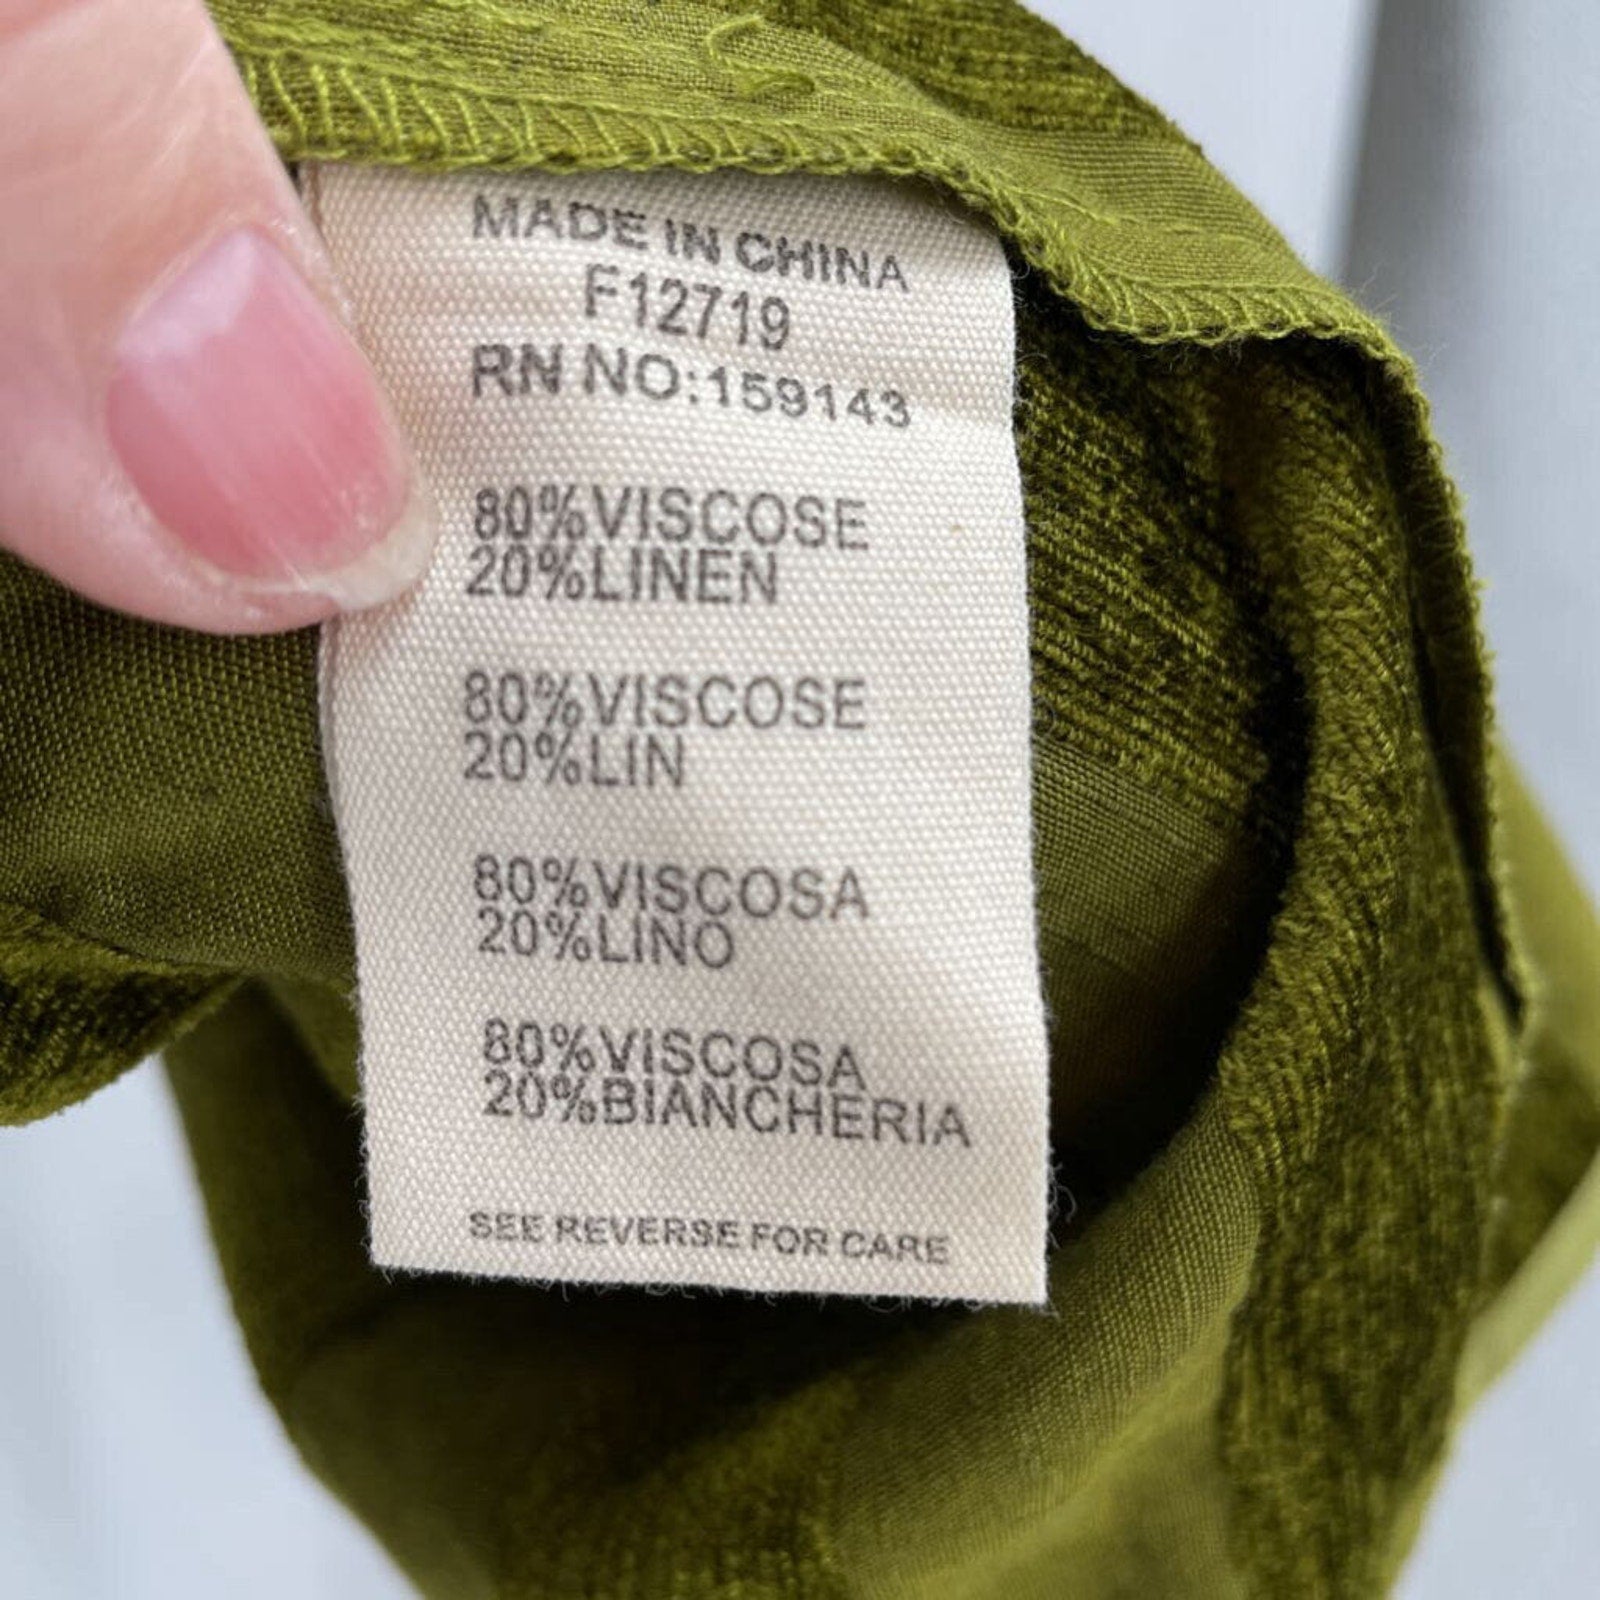 MADE IN CHINA
F12719
RN NO:159143
80%VISCOSE
20%LINEN
80%VISCOSE
20%LIN
80%VISCOSA
20%LINO
80%VISCOSA
20%BIANCHERIA
SEE REVERSE FOR CARE